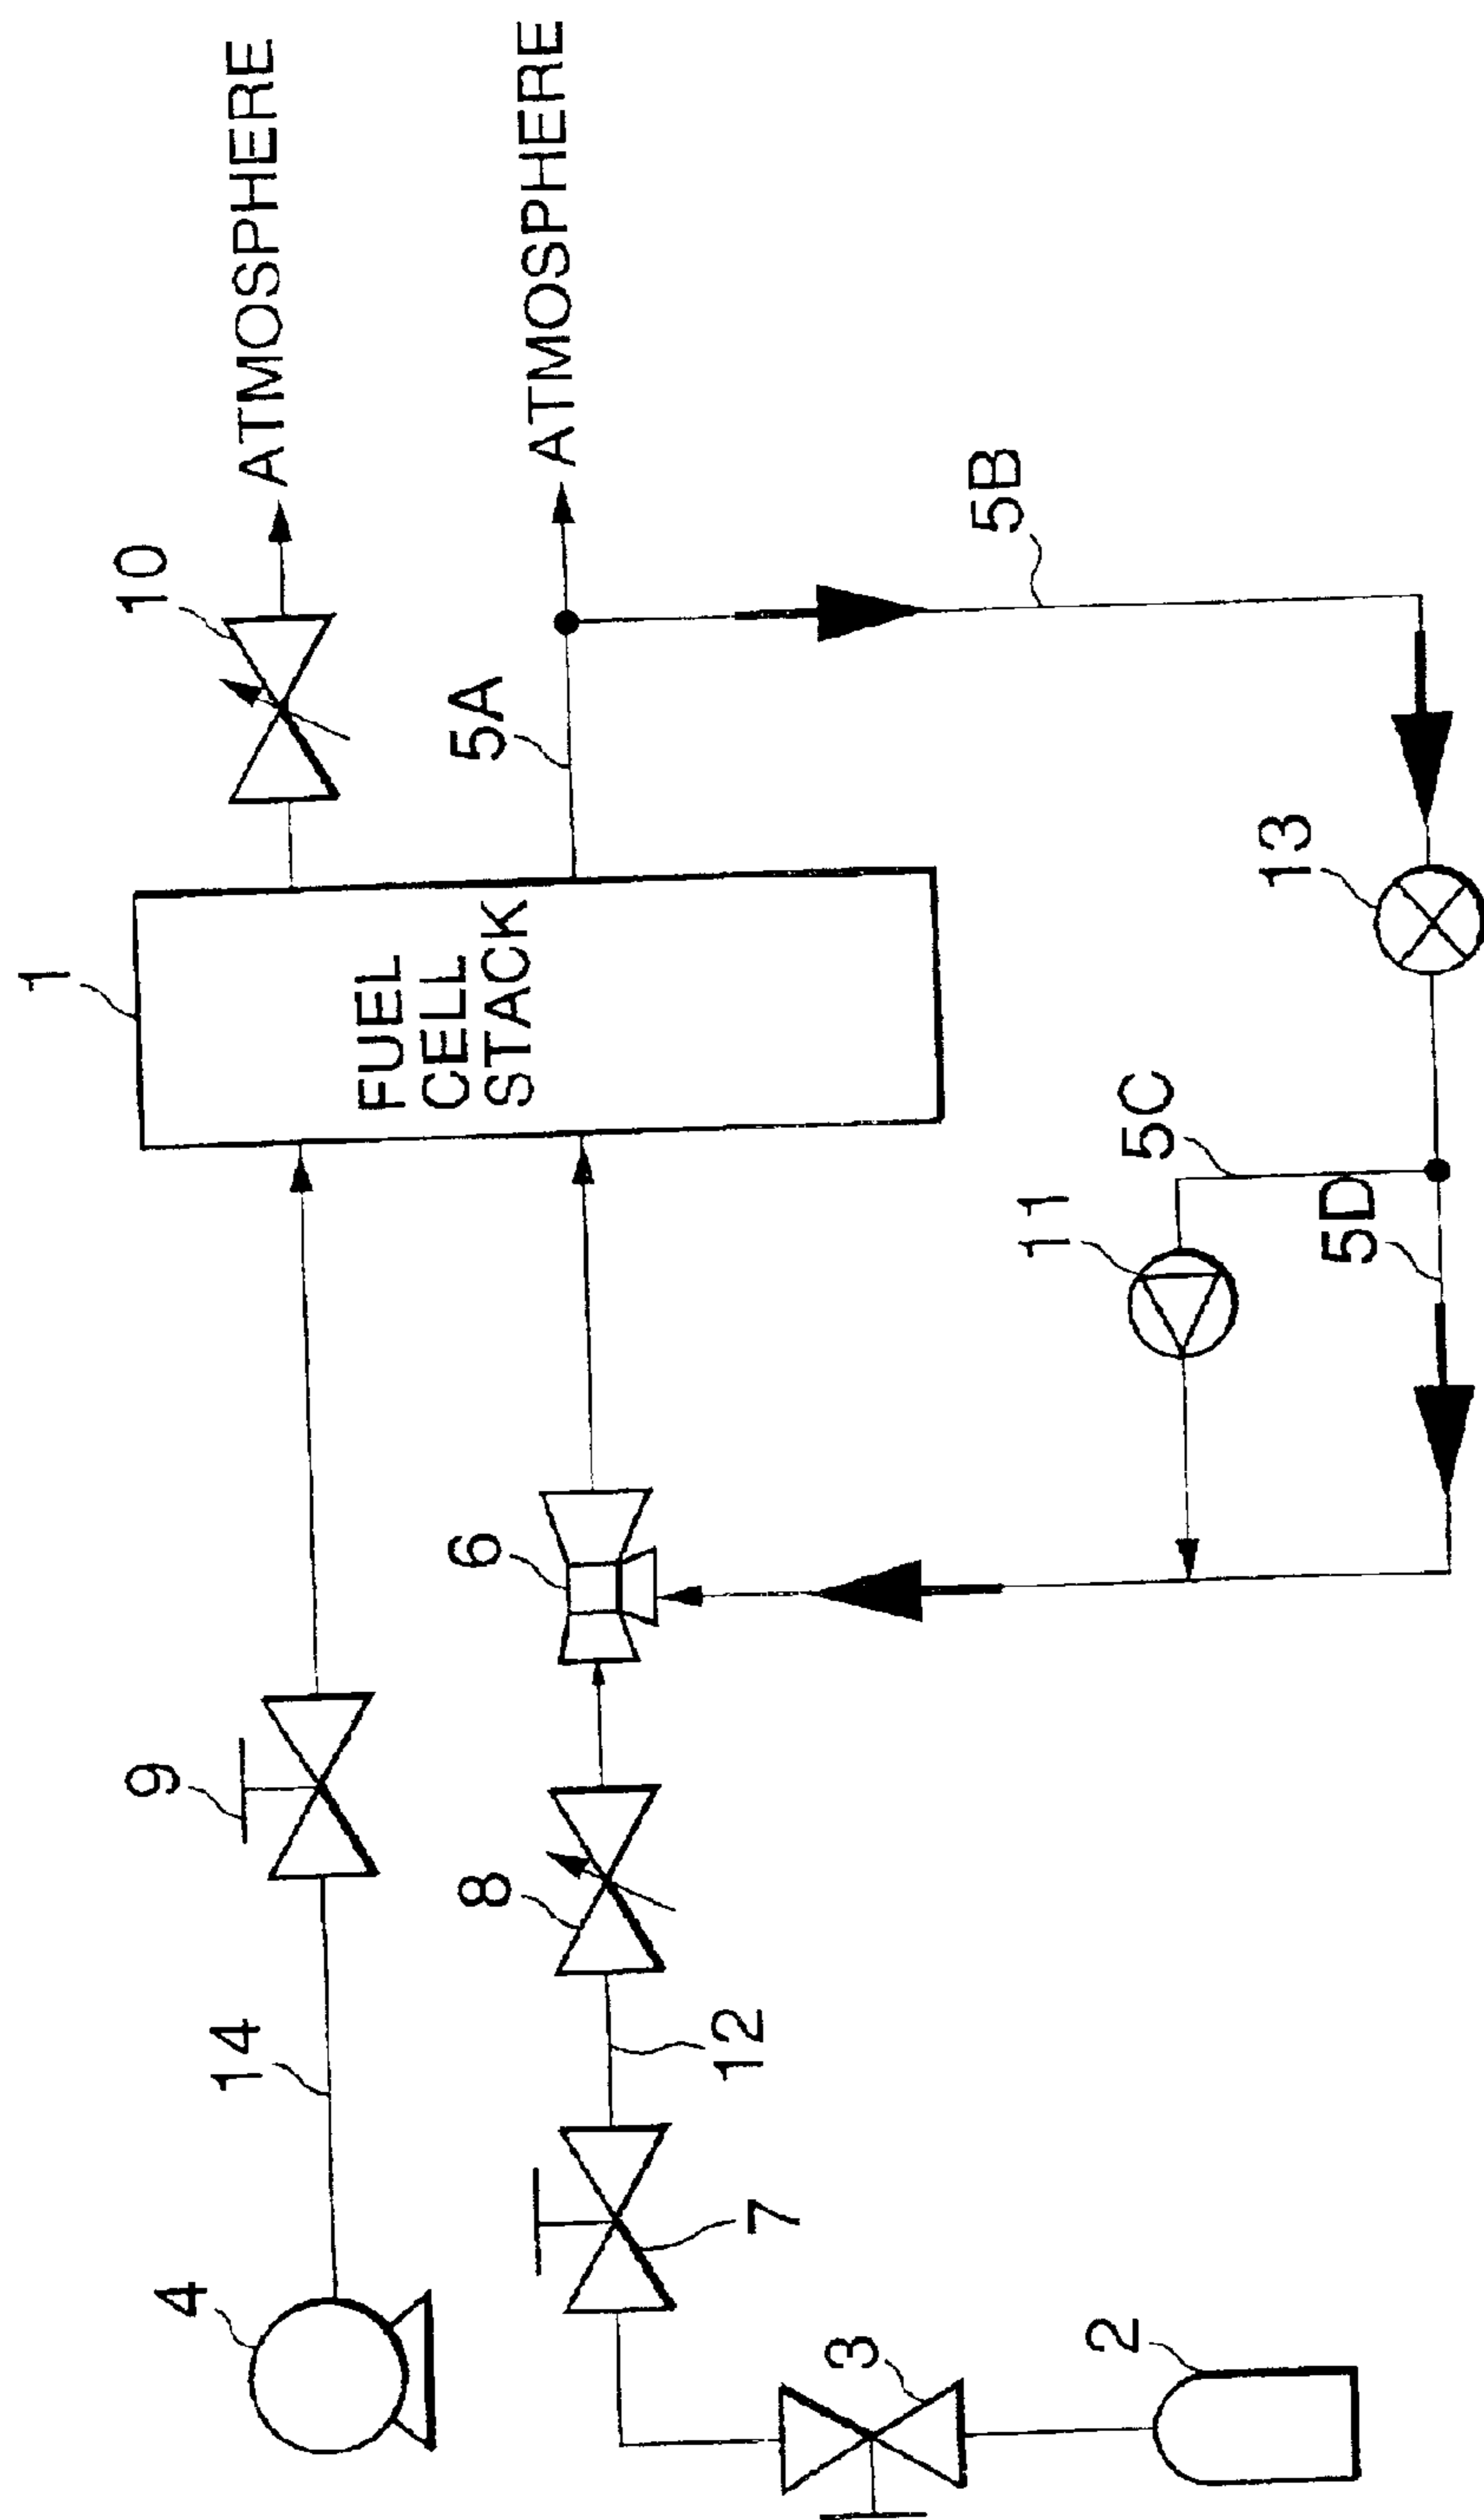 1
10
ATMOSPHERE
ATMOSPHERE
5A
5B
FUEL
CELL
STACK
13
5C
5D
11
6
9
8
14
12
7
4
3
2